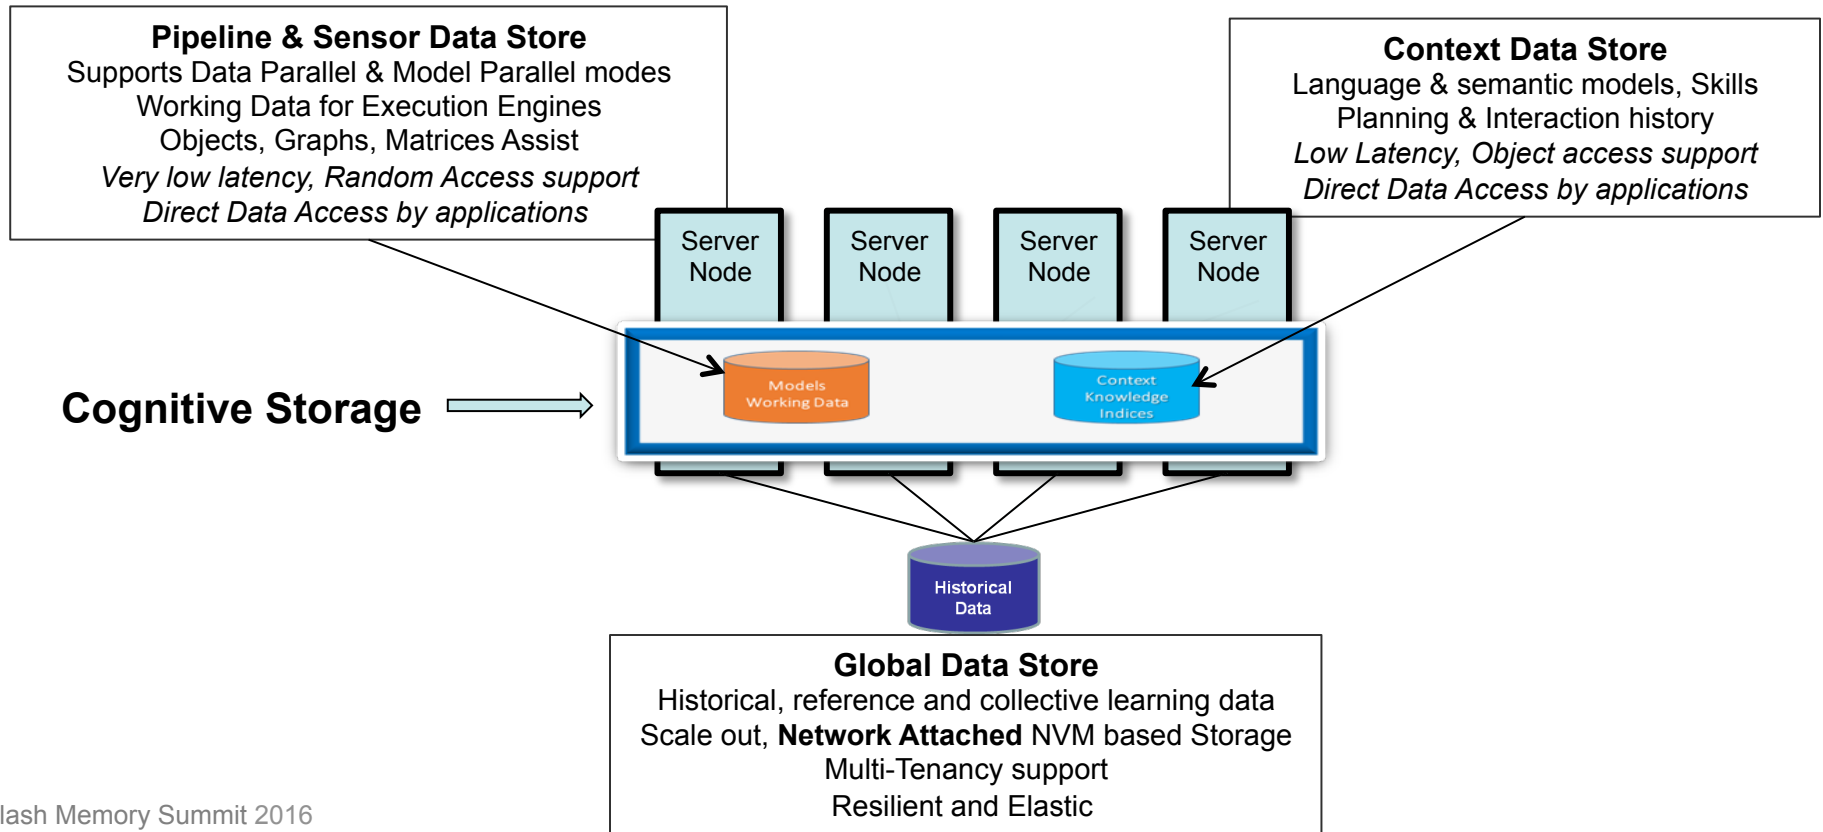 Pipeline & Sensor Data Store
Supports Data Parallel & Model Parallel modes
Working Data for Execution Engines
Objects, Graphs, Matrices Assist
Very low latency, Random Access support
Direct Data Access by applications
Context Data Store
Language & semantic models, Skills
Planning & Interaction history
Low Latency, Object access support
Direct Data Access by applications
Server
Node
Server
Node
Server
Node
Server
Node
Models
Working Data
Context
Knowledge
Indices
Cognitive Storage
Historical
Data
Global Data Store
Historical, reference and collective learning data
Scale out, Network Attached NVM based Storage
Multi-Tenancy support
Resilient and Elastic
lash Memory Summit 2016